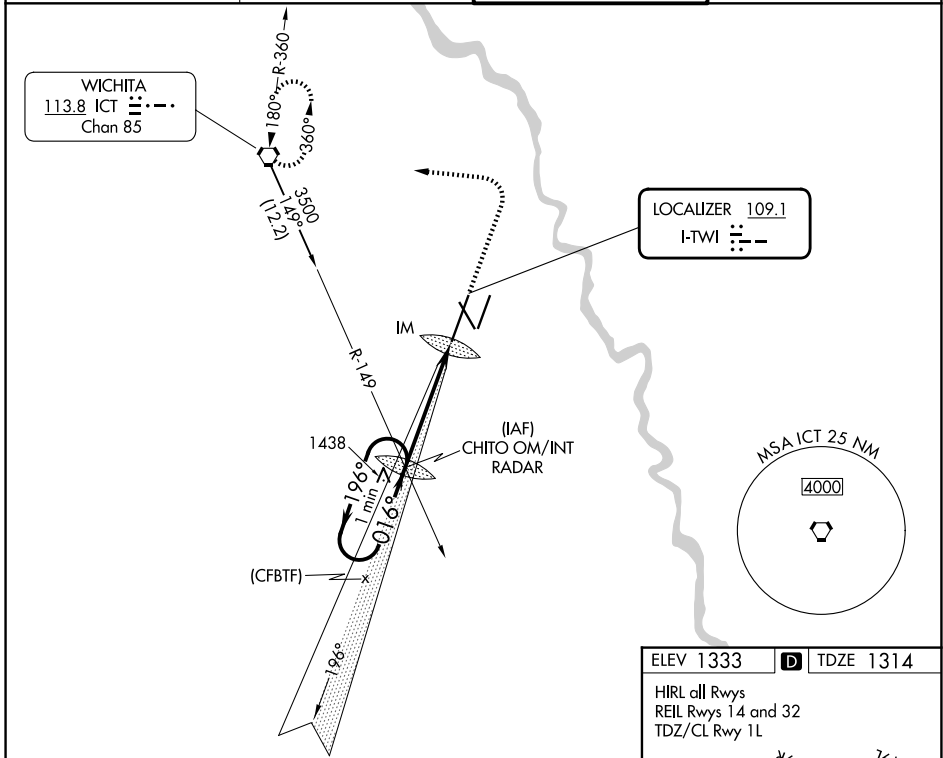 WICHITA
113.8 ICT
Chan 85
R-360
180°
360°
3500
149°
(12.2)
R-149
LOCALIZER 109.1
I-TWI
IM
(IAF)
CHITO OM/INT
RADAR
1438
196°
1 min
016°
(CFBTF)
x
196°
MSA ICT 25 NM
4000
ELEV 1333 D TDZE 1314
HIRL all Rwys
REIL Rwys 14 and 32
TDZ/CL Rwy 1L